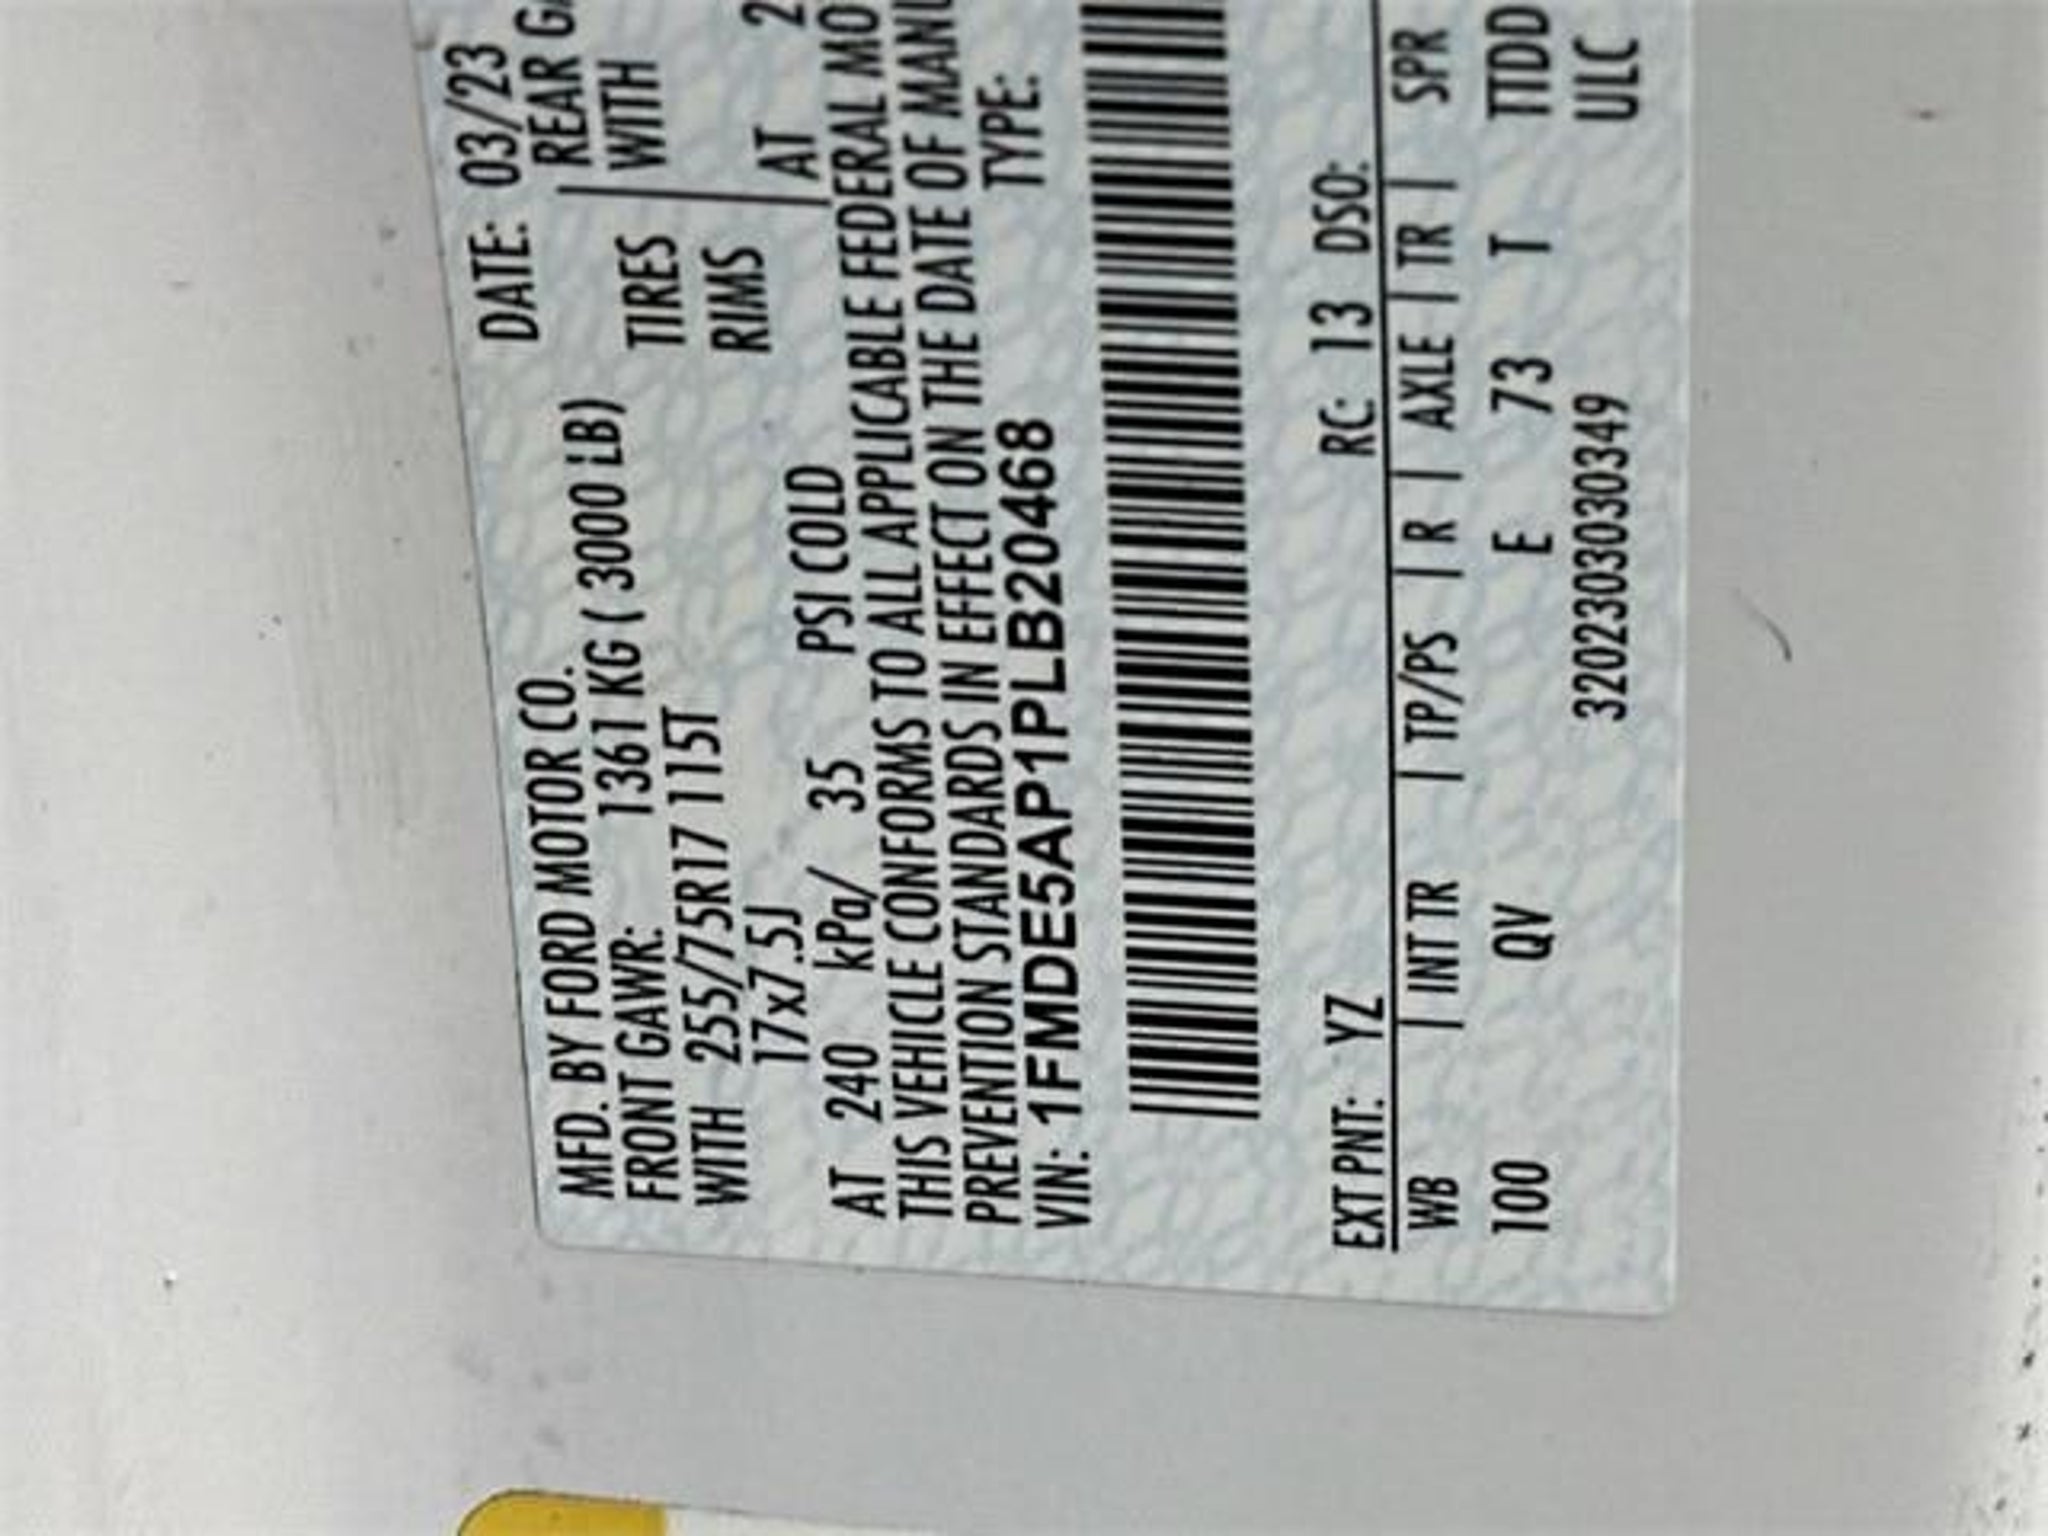 MFD. BY FORD MOTOR CO. DATE: 03/23
FRONT GAWR: 1361 KG ( 3000 LB) REAR
WITH 255/75R17 115T TIRES WITH
17x7.5J RIMS
AT 240 kPa/ 35 PSI COLD AT 2
THIS VEHICLE CONFORMS TO ALL APPLICABLE FEDERAL MO
PREVENTION STANDARDS IN EFFECT ON THE DATE OF MANU
VIN: 1FMDE5AP1PLB20468 TYPE:
EXT PNT: YZ RC: 13 DSO:
WB | INT TR | TP/PS | R | AXLE | TR | SPR
100 QV E 73 T TTDD
320230303349 ULC